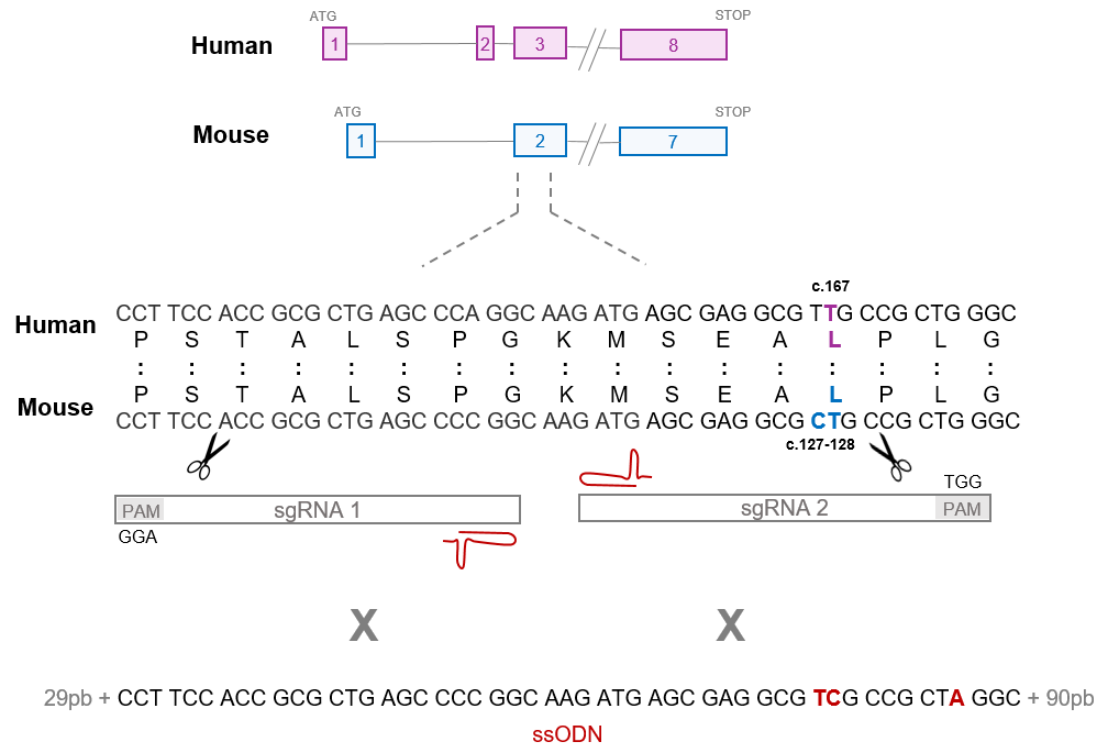 ATG STOP
Human 1 2 3 8
ATG STOP
Mouse 1 2 7
c.167
Human CCT TCC ACC GCG CTG AGC CCA GGC AAG ATG AGC GAG GCG TTG CCG CTG GGC
P S T A L S P G K M S E A L P L G
: : : : : : : : : : : : : : : : :
P S T A L S P G K M S E A L P L G
Mouse CCT TCC ACC GCG CTG AGC CCC GGC AAG ATG AGC GAG GCG CTG CCG CTG GGC
c.127-128
TGG
PAM sgRNA 1 sgRNA 2 PAM
GGA
X X
29pb + CCT TCC ACC GCG CTG AGC CCC GGC AAG ATG AGC GAG GCG TCG CCG CTA GGC + 90pb
ssODN